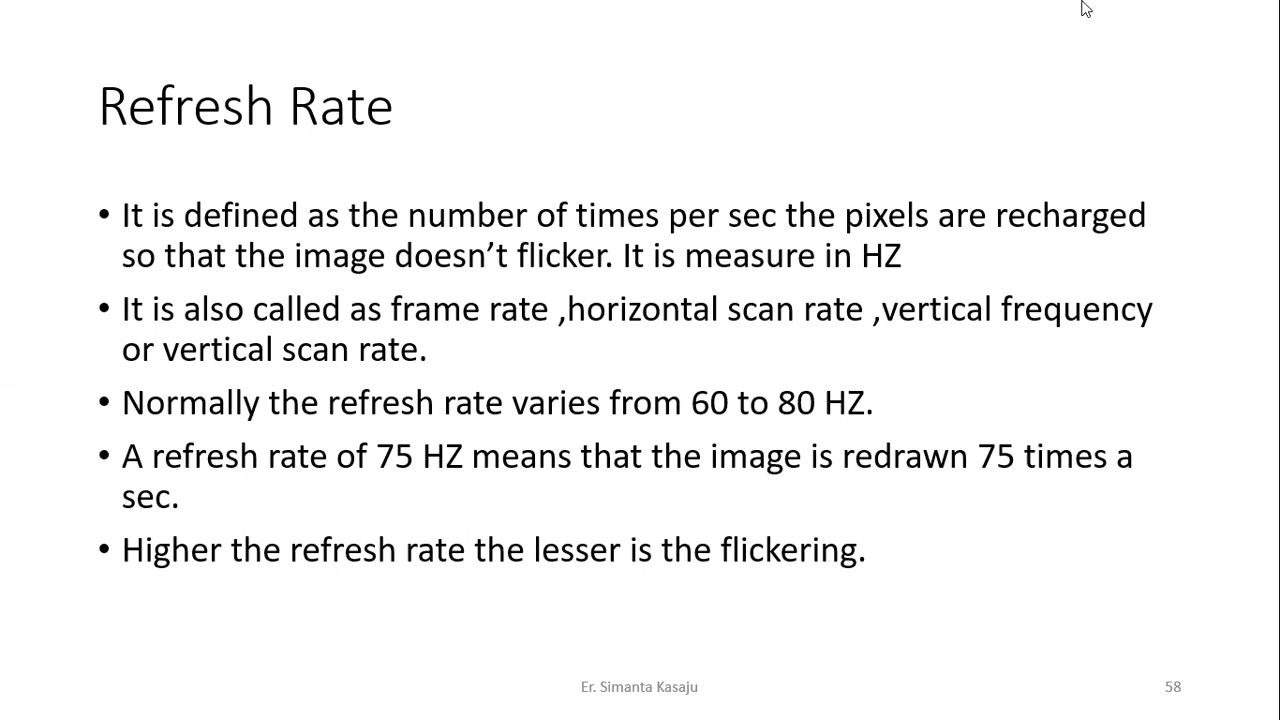 Refresh Rate
• It is defined as the number of times per sec the pixels are recharged
so that the image doesn’t flicker. It is measure in HZ
• It is also called as frame rate ,horizontal scan rate ,vertical frequency
or vertical scan rate.
• Normally the refresh rate varies from 60 to 80 HZ.
• A refresh rate of 75 HZ means that the image is redrawn 75 times a
sec.
• Higher the refresh rate the lesser is the flickering.
Er. Simanta Kasaju
58